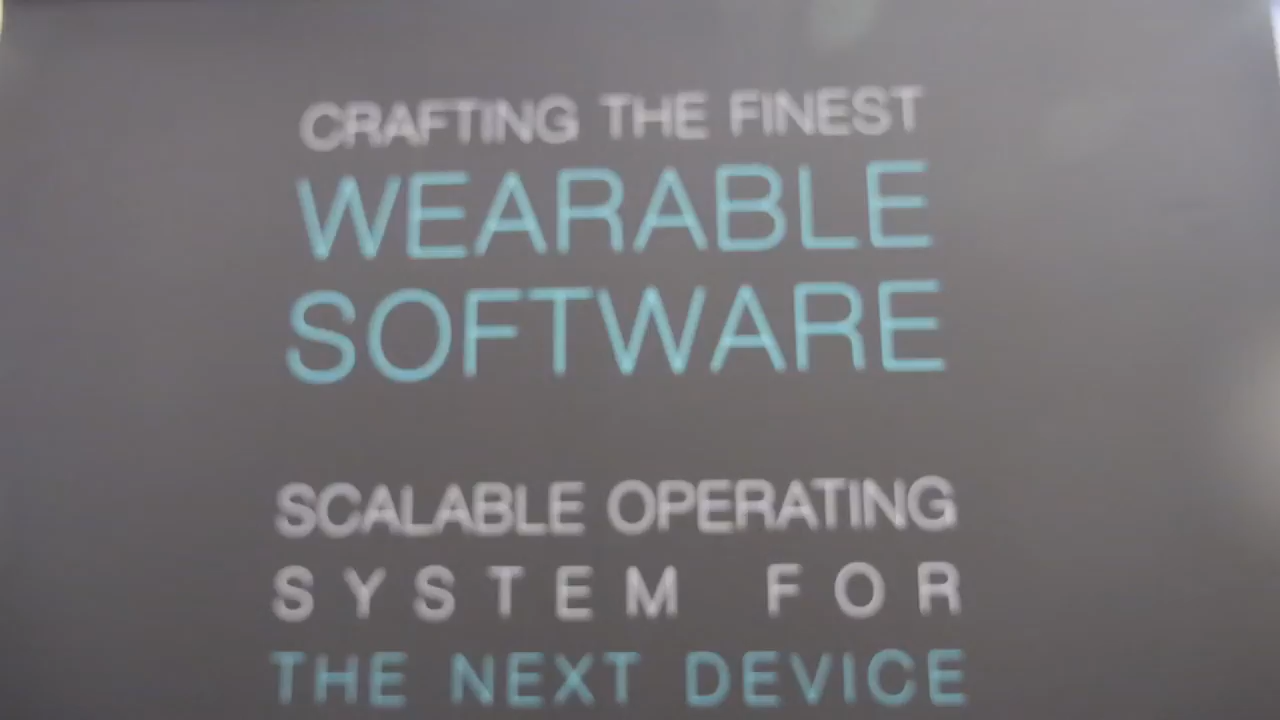 CRAFTING THE FINEST
WEARABLE
SOFTWARE
SCALABLE OPERATING
SYSTEM FOR
THE NEXT DEVICE